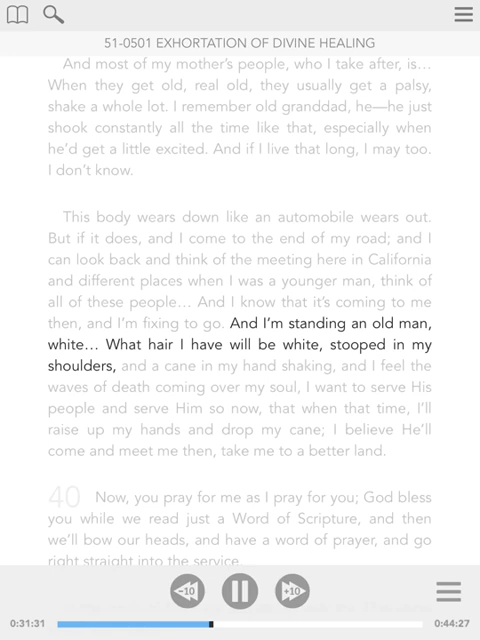 51-0501 EXHORTATION OF DIVINE HEALING
And most of my mother's people, who I take after, is…
When they get old, real old, they usually get a palsy,
shake a whole lot. I remember old granddad, he—he just
shook constantly all the time like that, especially when
he'd get a little excited. And if I live that long, I may too.
I don't know.
This body wears down like an automobile wears out.
But if it does, and I come to the end of my road; and I
can look back and think of the meeting here in California
and different places when I was a younger man, think of
all of these people… And I know that it's coming to me
then, and I'm fixing to go. And I'm standing an old man,
white… What hair I have will be white, stooped in my
shoulders, and a cane in my hand shaking, and I feel the
waves of death coming over my soul, I want to serve His
people and serve Him so now, that when that time, I'll
raise up my hands and drop my cane; I believe He'll
come and meet me then, take me to a better land.
40 Now, you pray for me as I pray for you; God bless
you while we read just a Word of Scripture, and then
we'll bow our heads, and have a word of prayer, and go
right straight into the service.
-10 +10
0:31:31 0:44:27